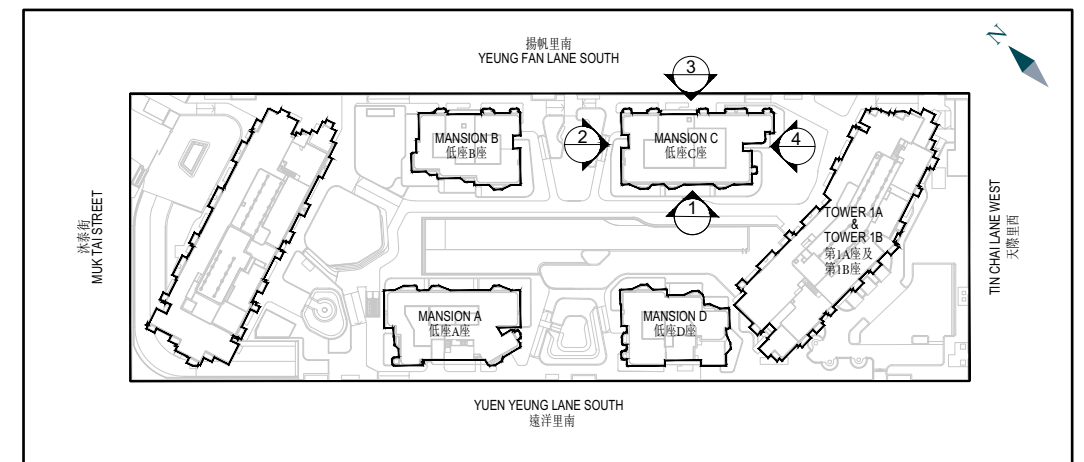 揚帆里南
YEUNG FAN LANE SOUTH
N
3
MANSION B
低座B座
2
MANSION C
低座C座
4
1
沐泰街
MUK TAI STREET
TOWER 1A
&
TOWER 1B
第1A座及
第1B座
TIN CHAI LANE WEST
天際里西
MANSION A
低座A座
MANSION D
低座D座
YUEN YEUNG LANE SOUTH
遠洋里南